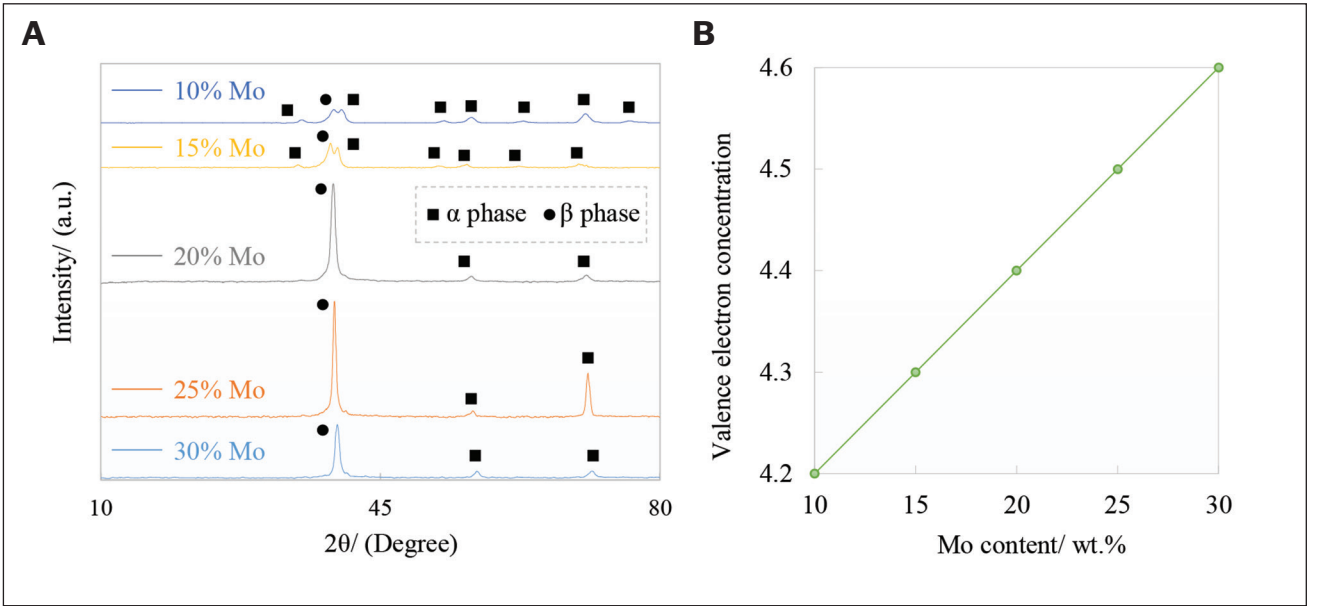 A
10% Mo
15% Mo
20% Mo
25% Mo
30% Mo
■ α phase ● β phase
Intensity/ (a.u.)
10 45 80
2θ/ (Degree)
B
4.6
4.5
4.4
4.3
4.2
Valence electron concentration
10 15 20 25 30
Mo content/ wt.%